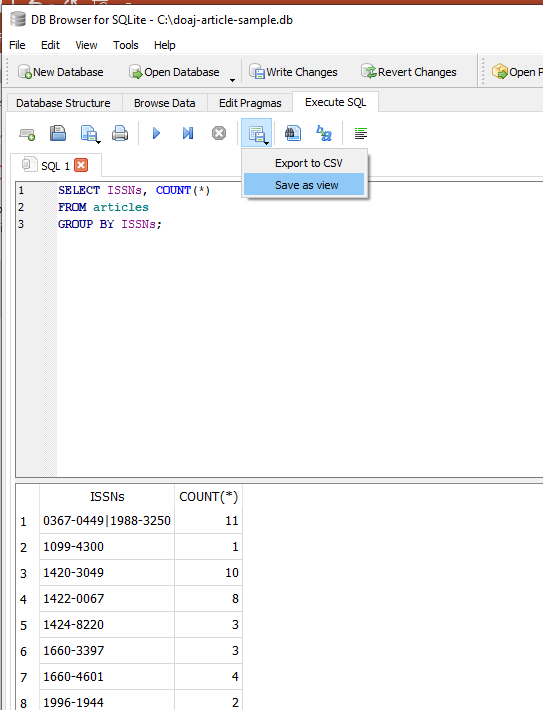 DB Browser for SQLite - C:\doaj-article-sample.db
File Edit View Tools Help
New Database Open Database Write Changes Revert Changes Open P
Database Structure Browse Data Edit Pragmas Execute SQL
Export to CSV
Save as view
SQL 1
1 SELECT ISSNs, COUNT(*)
2 FROM articles
3 GROUP BY ISSNs;
ISSNs COUNT(*)
1 0367-0449|1988-3250 11
2 1099-4300 1
3 1420-3049 10
4 1422-0067 8
5 1424-8220 3
6 1660-3397 3
7 1660-4601 4
8 1996-1944 2